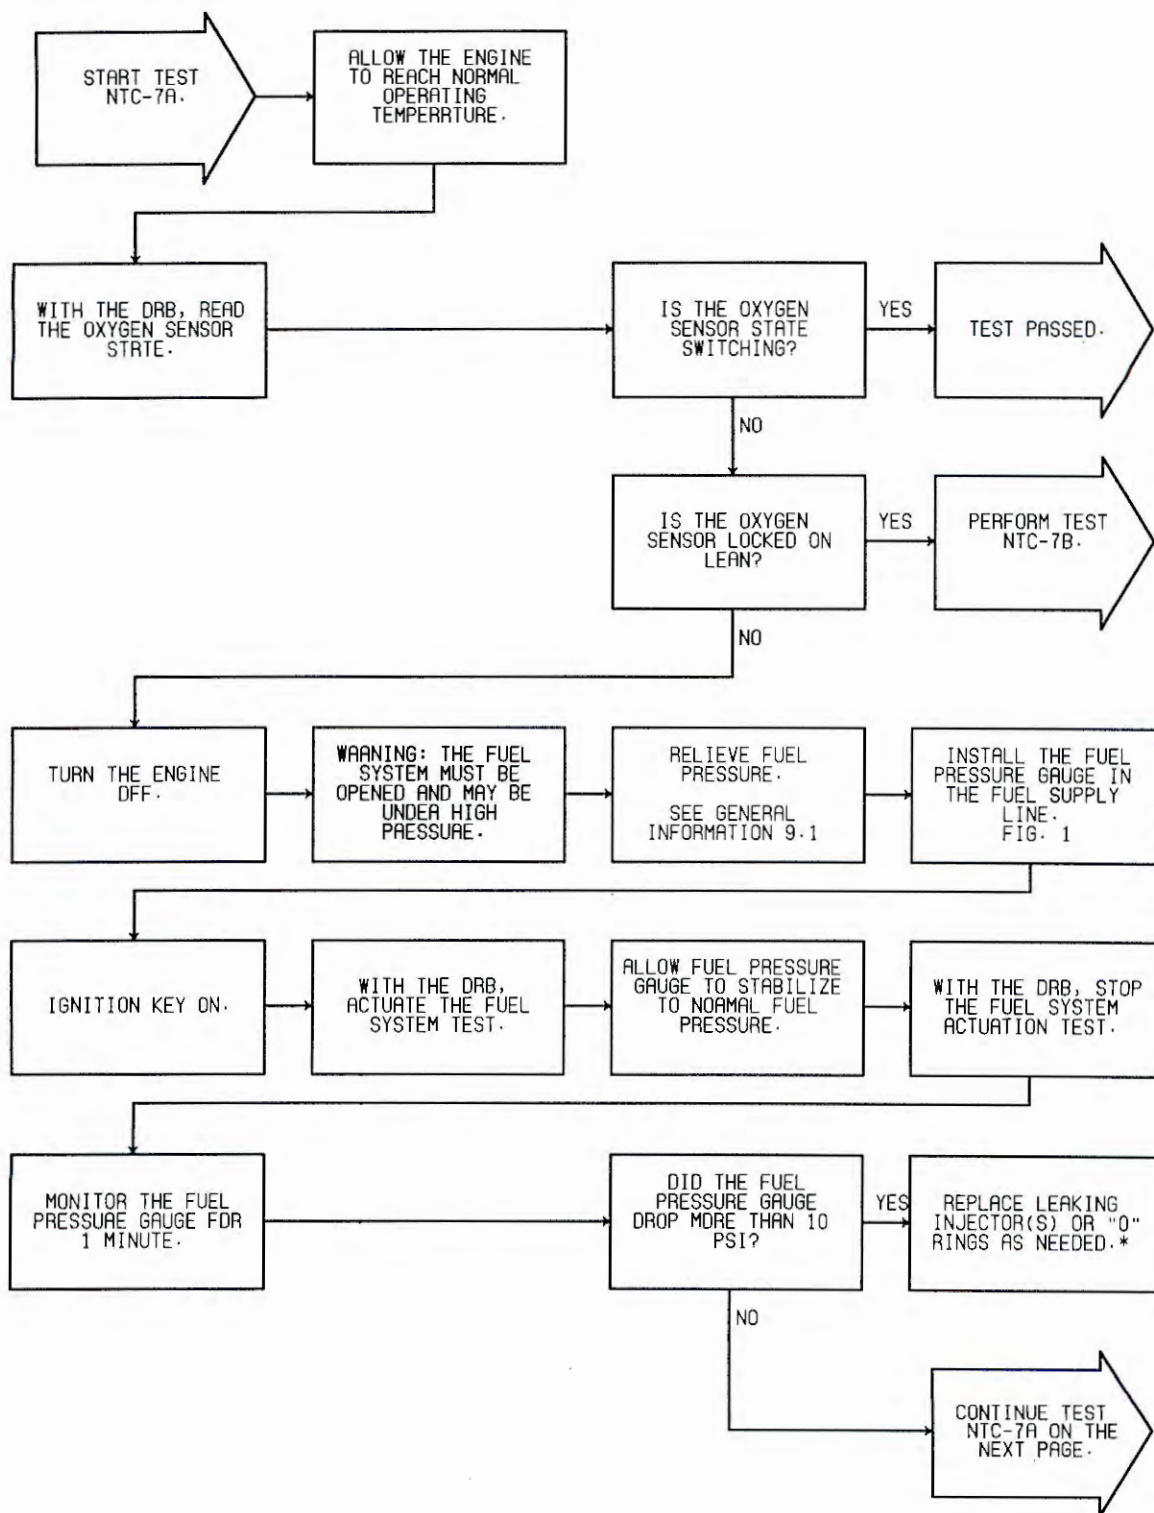 START TEST
NTC-7A.
ALLOW THE ENGINE
TO REACH NORMAL
OPERATING
TEMPERRTURE.
WITH THE DRB, READ
THE OXYGEN SENSOR
STRTE.
IS THE OXYGEN
SENSOR STATE
SWITCHING?
YES
TEST PASSED.
NO
IS THE OXYGEN
SENSOR LOCKED ON
LEAN?
YES
PERFORM TEST
NTC-7B.
NO
TURN THE ENGINE
OFF.
WARNING: THE FUEL
SYSTEM MUST BE
OPENED AND MAY BE
UNDER HIGH
PRESSURE.
RELIEVE FUEL
PRESSURE.
SEE GENERAL
INFORMATION 9.1
INSTALL THE FUEL
PRESSURE GAUGE IN
THE FUEL SUPPLY
LINE.
FIG. 1
IGNITION KEY ON.
WITH THE DRB,
ACTUATE THE FUEL
SYSTEM TEST.
ALLOW FUEL PRESSURE
GAUGE TO STABILIZE
TO NORMAL FUEL
PRESSURE.
WITH THE DRB, STOP
THE FUEL SYSTEM
ACTUATION TEST.
MONITOR THE FUEL
PRESSURE GAUGE FOR
1 MINUTE.
DID THE FUEL
PRESSURE GAUGE
DROP MORE THAN 10
PSI?
YES
REPLACE LEAKING
INJECTOR(S) OR "O"
RINGS AS NEEDED.*
NO
CONTINUE TEST
NTC-7A ON THE
NEXT PAGE.